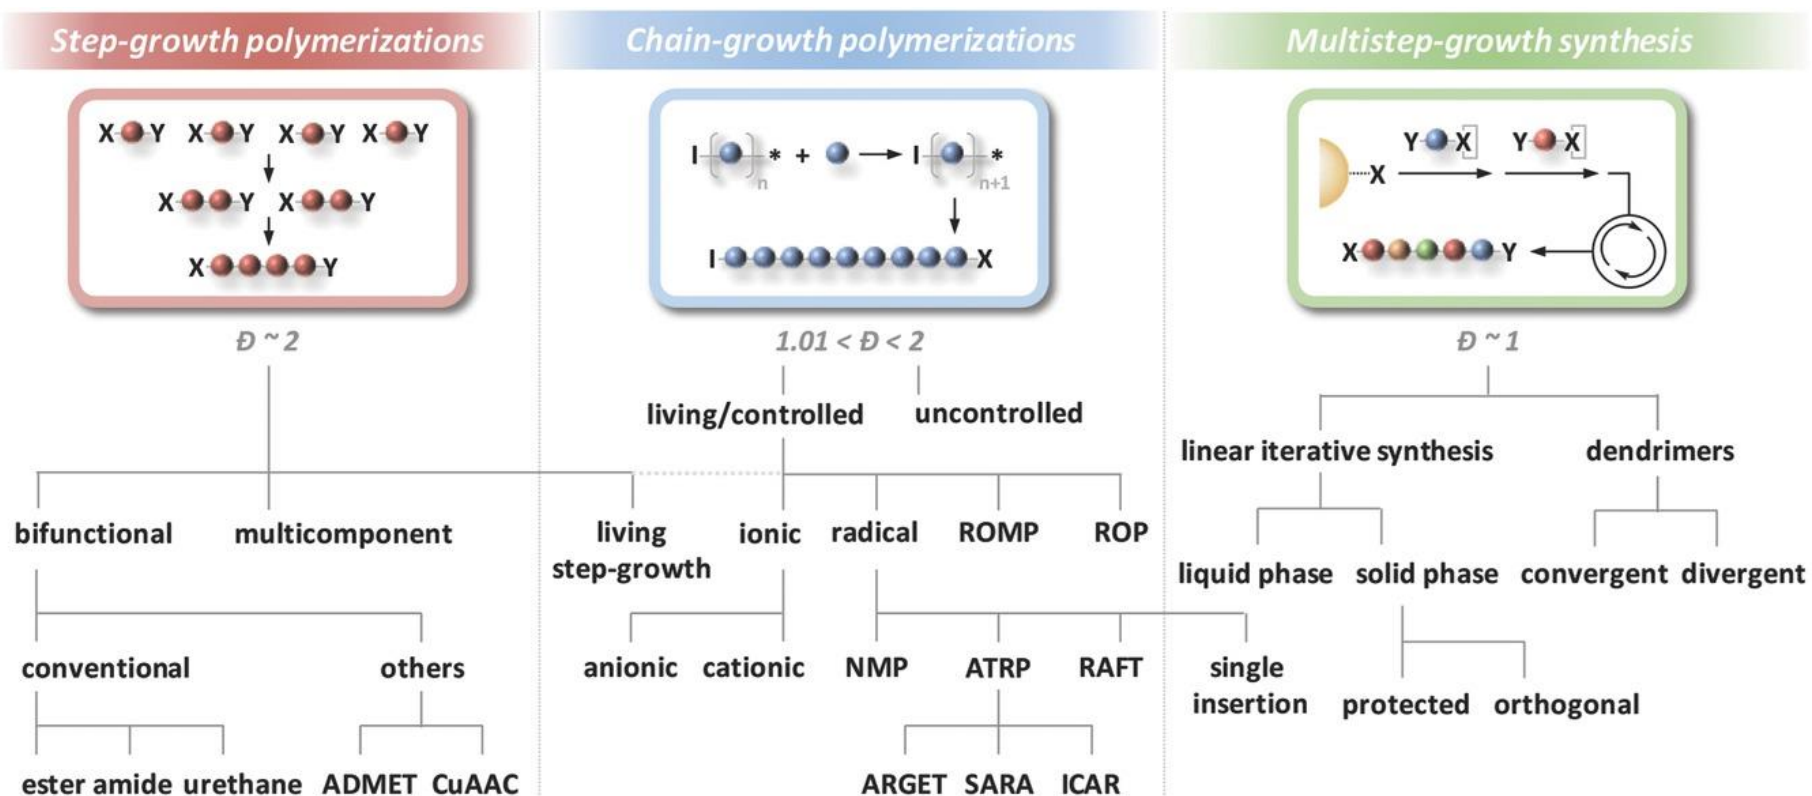 Step-growth polymerizations
Chain-growth polymerizations
Multistep-growth synthesis
X Y X Y X Y X Y
X Y X Y
X Y
I n * + I n+1 *
I X
X Y X Y X
X Y
Đ ~ 2
1.01 < Đ < 2
Đ ~ 1
living/controlled
uncontrolled
linear iterative synthesis
dendrimers
bifunctional
multicomponent
living
step-growth
ionic
radical
ROMP
ROP
liquid phase
solid phase
convergent
divergent
conventional
others
anionic
cationic
NMP
ATRP
RAFT
single
insertion
protected
orthogonal
ester
amide
urethane
ADMET
CuAAC
ARGET
SARA
ICAR